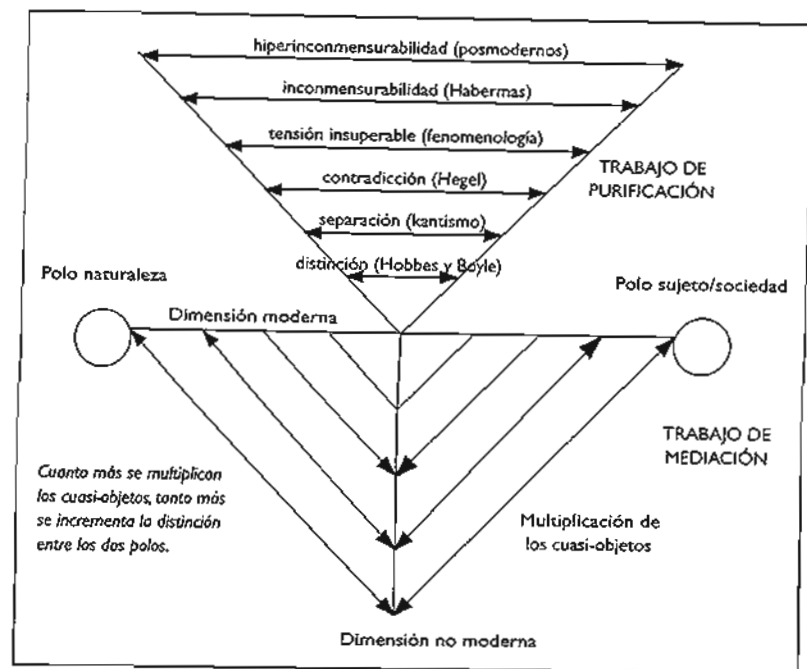 hiperinconmensurabilidad (posmodernos)
inconmensurabilidad (Habermas)
tensión insuperable (fenomenología)
TRABAJO DE
PURIFICACIÓN
contradicción (Hegel)
separación (kantismo)
distinción (Hobbes y Boyle)
Polo naturaleza
Polo sujeto/sociedad
Dimensión moderna
TRABAJO DE
MEDIACIÓN
Cuanto más se multiplican
los cuasi-objetos, tanto más
se incrementa la distinción
entre los dos polos.
Multiplicación de
los cuasi-objetos
Dimensión no moderna